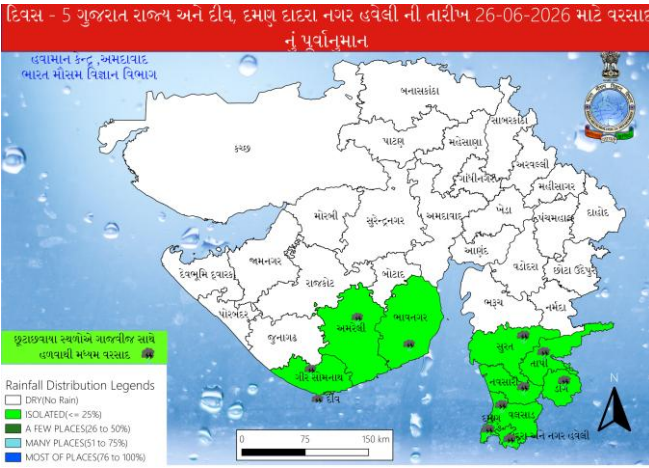 દિવસ - 5 ગુજરાત રાજ્ય અને દીવ, દમણ દાદરા નગર હવેલી ની તારીખ 26-06-2026 માટે વરસાદ
નું પૂર્વાનુમાન
હવામાન કેન્દ્ર ,અમદાવાદ
ભારત મૌસમ વિજ્ઞાન વિભાગ
બનાસકાંઠા
સાબરકાંઠા
કચ્છ
પાટણ
મહેસાણા
અરવલ્લી
ગાંધીનગર
મહીસાગર
મોરબી
સુરેન્દ્રનગર
અમદાવાદ
ખેડા
પંચમહાલ
દાહોદ
આણંદ
જામનગર
દેવભૂમિ દ્વારક
રાજકોટ
બોટાદ
વડોદરા
છોટા ઉદેપુર
પોરબંદર
ભરૂચ
નર્મદા
જુનાગઢ
અમરેલી
ભાવનગર
સુરત
તાપી
ગીર સોમનાથ
નવસારી
ડાંગ
દીવ
દમણ
વલસાડ
દરા અને નગર હવેલી
છૂટાછવાયા સ્થળોએ ગાજવીજ સાથે
હળવાથી મધ્યમ વરસાદ
Rainfall Distribution Legends
DRY(No Rain)
ISOLATED(<= 25%)
A FEW PLACES(26 to 50%)
MANY PLACES(51 to 75%)
MOST OF PLACES(76 to 100%)
N
0 75 150 km